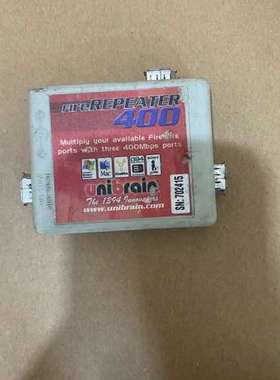 FireREPEATER
400
Multiply your available Firewire
ports with three 400Mbps ports
Mac
unibrain
The 1394 Innovators
www.unibrain.com
SN: 702415